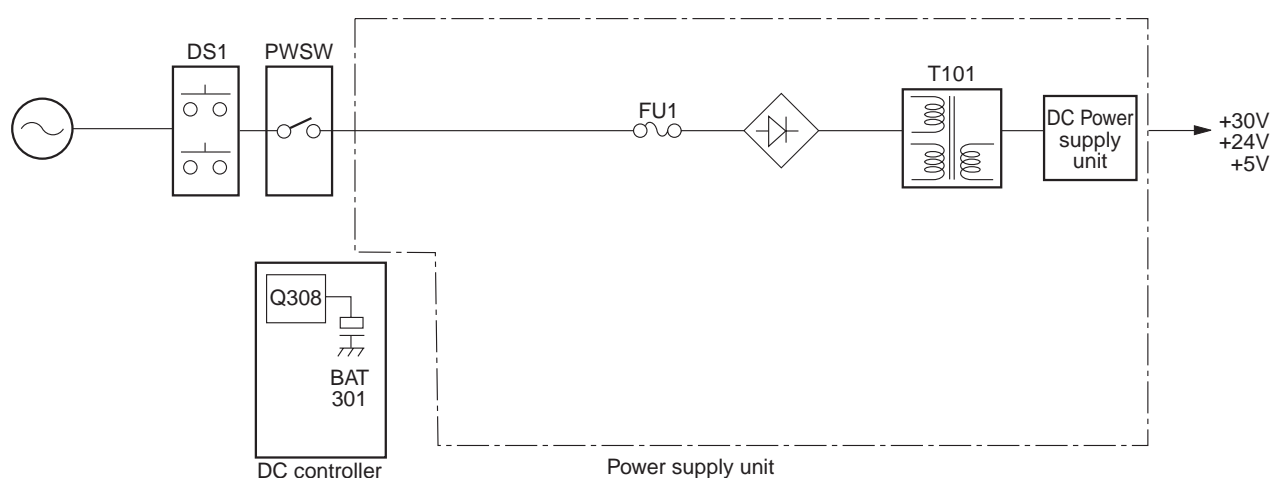 DS1
PWSW
FU1
T101
DC Power
supply
unit
+30V
+24V
+5V
Q308
BAT
301
DC controller
Power supply unit